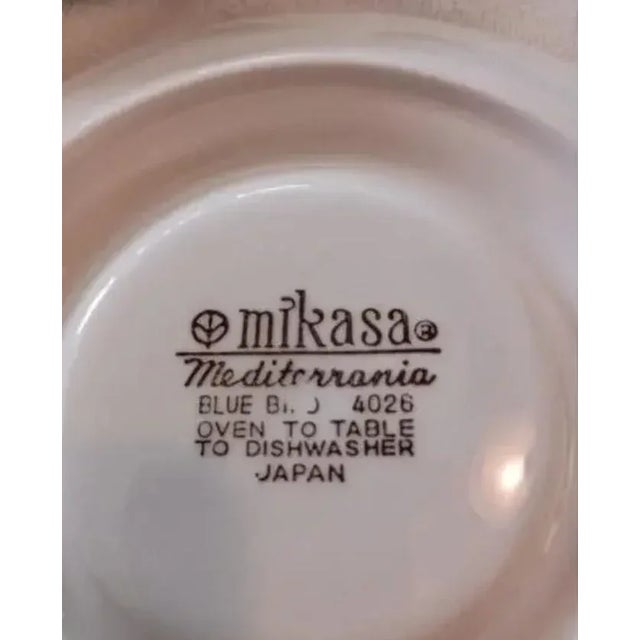 mikasa®
Mediterrania
BLUE 4026
OVEN TO TABLE
TO DISHWASHER
JAPAN